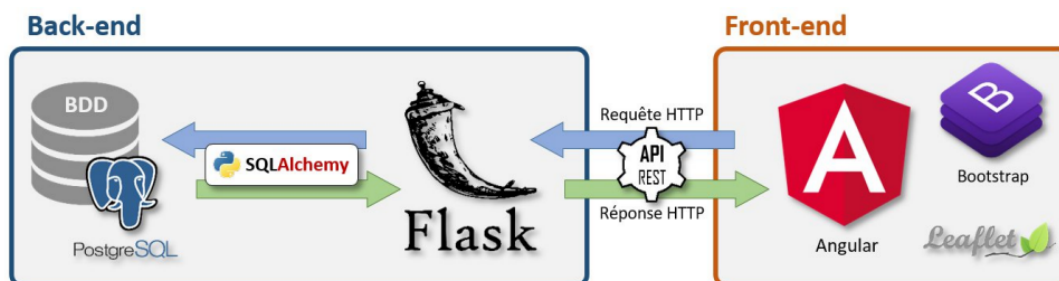 Back-end
Front-end
BDD
PostgreSQL
SQLAlchemy
Flask
Requête HTTP
API
REST
Réponse HTTP
A
Angular
B
Bootstrap
Leaflet